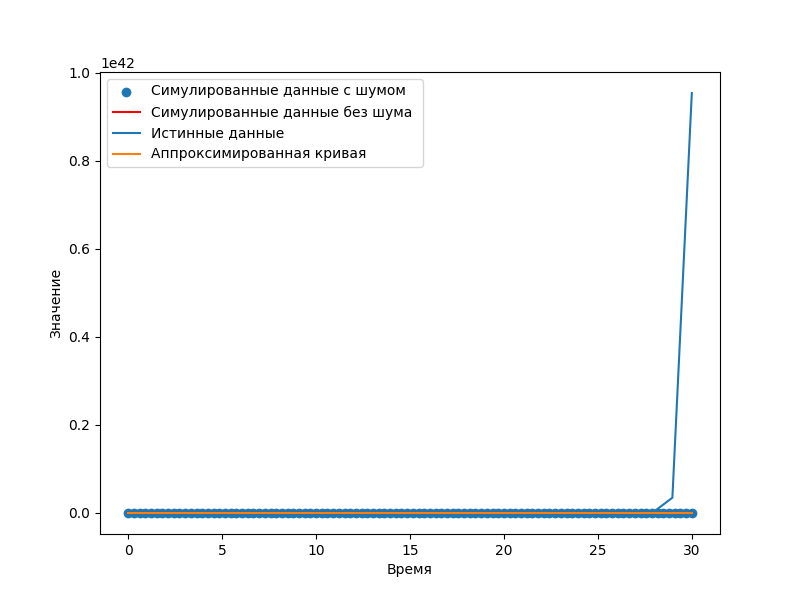 1e42
1.0
0.8
0.6
0.4
0.2
0.0
Значение
Симулированные данные с шумом
Симулированные данные без шума
Истинные данные
Аппроксимированная кривая
0 5 10 15 20 25 30
Время